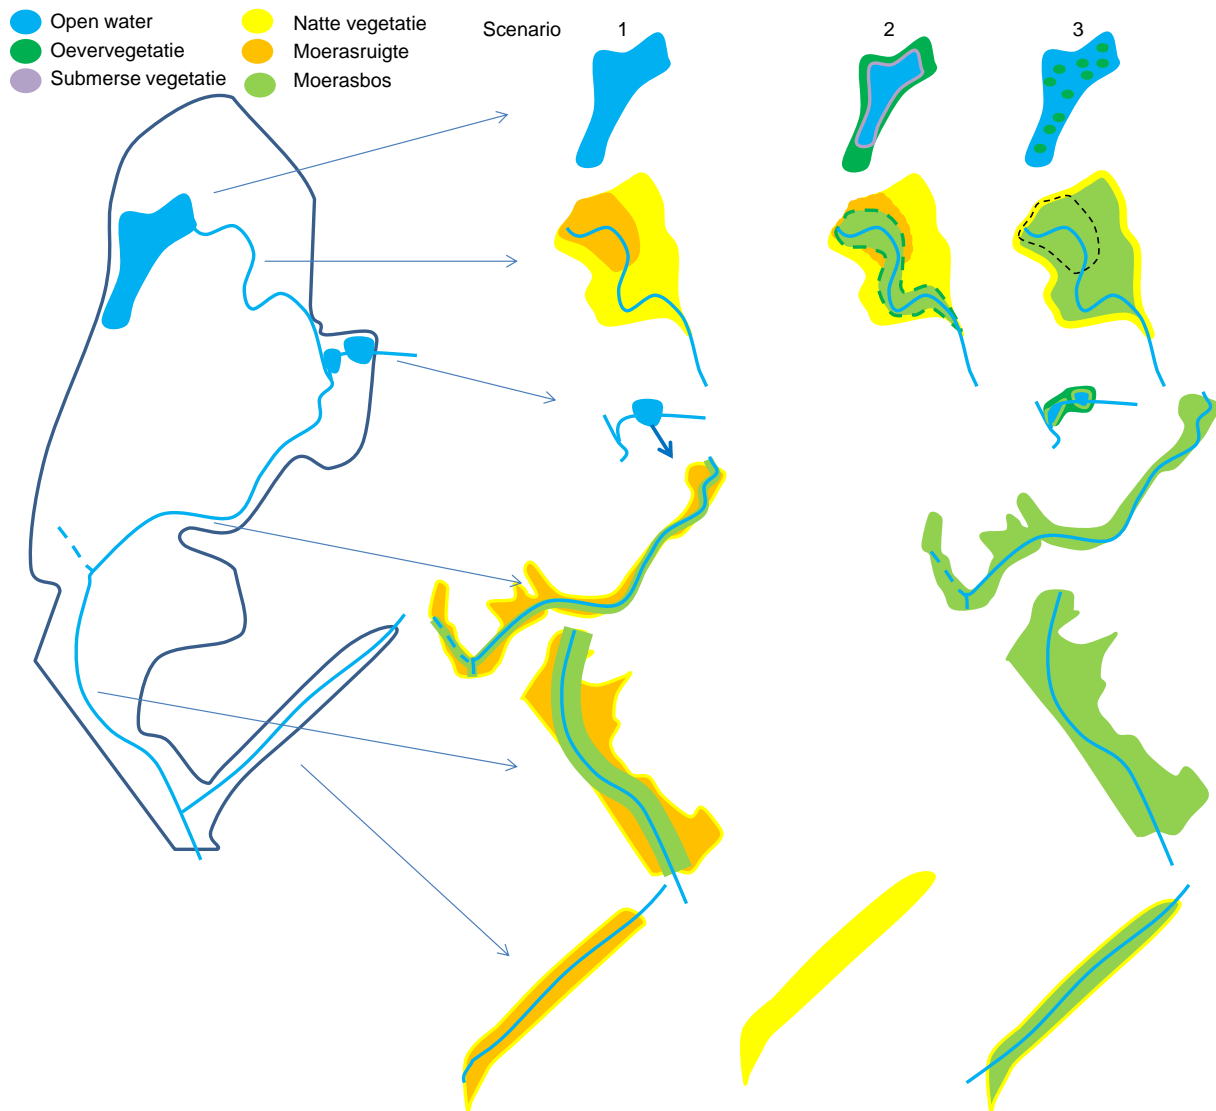 Open water
Oevervegetatie
Submerse vegetatie
Natte vegetatie
Moerasruigte
Moerasbos
Scenario 1 2 3